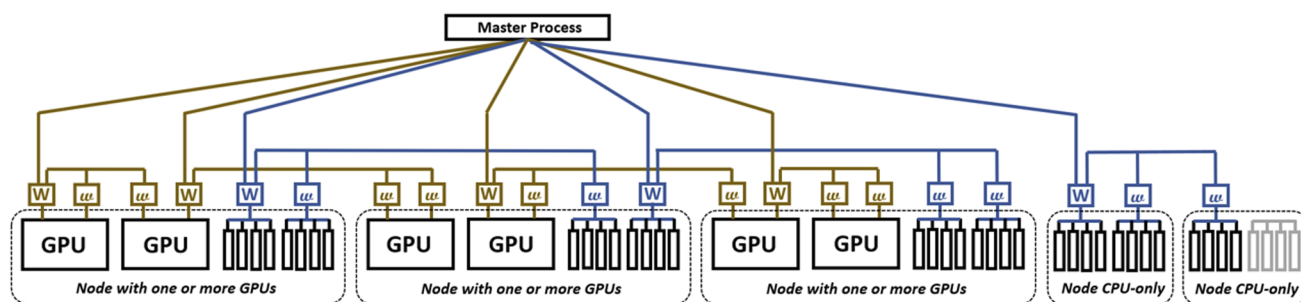 Master Process
W w w W W w w w W w w W w W w w w w W w w
GPU GPU GPU GPU GPU GPU
Node with one or more GPUs Node with one or more GPUs Node with one or more GPUs Node CPU-only Node CPU-only